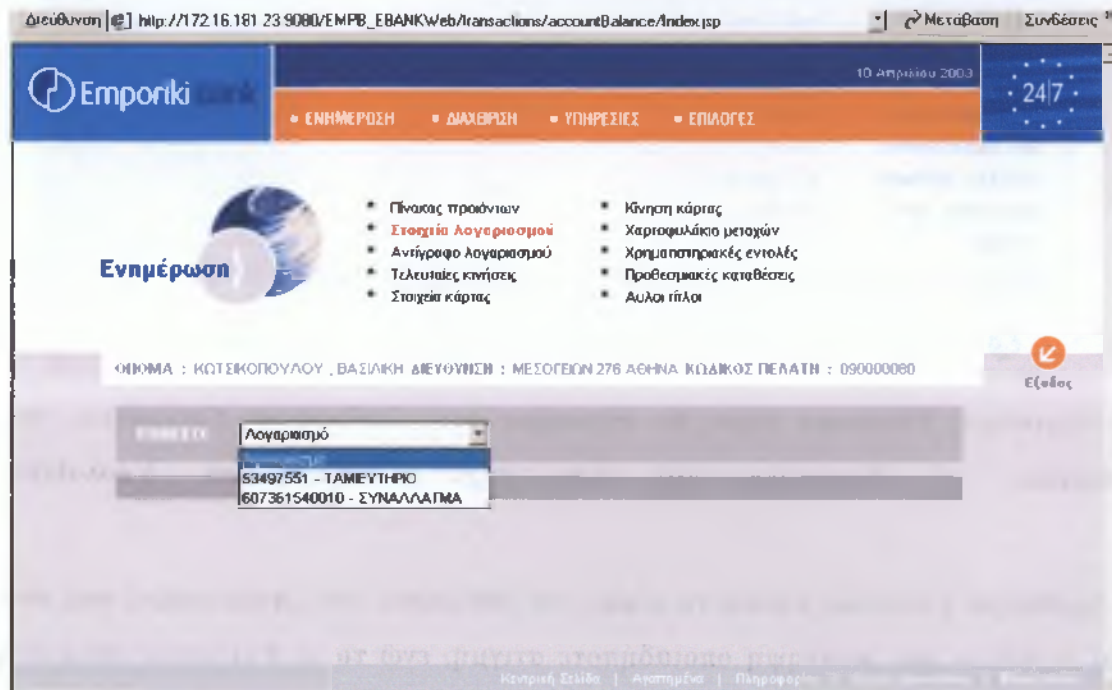 Διεύθυνση http://172.16.181.23:9080/EMPB_EBANKWeb/transactions/accountBalance/Index.jsp Μετάβαση Συνδέσεις
10 Απριλίου 2003
Emporiki bank
24|7
ΕΝΗΜΕΡΩΣΗ ΔΙΑΧΕΙΡΙΣΗ ΥΠΗΡΕΣΙΕΣ ΕΠΙΛΟΓΕΣ
Ενημέρωση
Πίνακας προϊόντων
Στοιχεία λογαριασμού
Αντίγραφο λογαριασμού
Τελευταίες κινήσεις
Στοιχεία κάρτας
Κίνηση κάρτας
Χαρτοφυλάκιο μετοχών
Χρηματιστηριακές εντολές
Προθεσμιακές καταθέσεις
Αυλοι τίτλοι
ΟΝΟΜΑ : ΚΩΤΣΙΚΟΠΟΥΛΟΥ , ΒΑΣΙΛΙΚΗ ΔΙΕΥΘΥΝΣΗ : ΜΕΣΟΓΕΙΩΝ 276 ΑΘΗΝΑ ΚΩΔΙΚΟΣ ΠΕΛΑΤΗ : 090000080
Εξοδος
Λογαριασμό
53497551 - ΤΑΜΙΕΥΤΗΡΙΟ
607361540010 - ΣΥΝΑΛΛΑΓΜΑ
Κεντρική Σελίδα | Αγαπημένα |